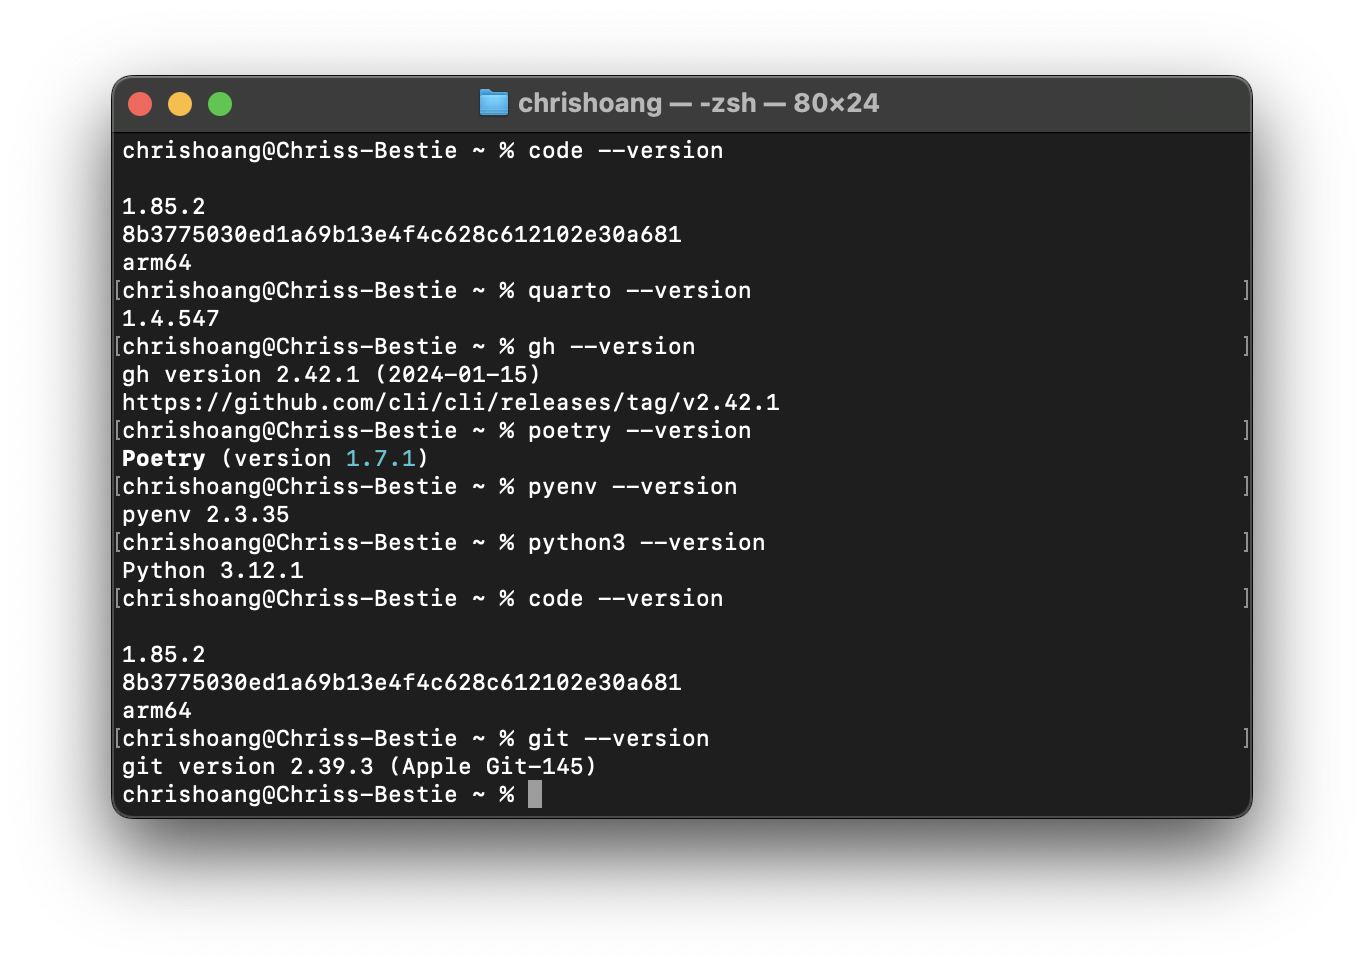 chrishoang — -zsh — 80×24
chrishoang@Chriss-Bestie ~ % code --version

1.85.2
8b3775030ed1a69b13e4f4c628c612102e30a681
arm64
[chrishoang@Chriss-Bestie ~ % quarto --version ]
1.4.547
[chrishoang@Chriss-Bestie ~ % gh --version ]
gh version 2.42.1 (2024-01-15)
https://github.com/cli/cli/releases/tag/v2.42.1
[chrishoang@Chriss-Bestie ~ % poetry --version ]
Poetry (version 1.7.1)
[chrishoang@Chriss-Bestie ~ % pyenv --version ]
pyenv 2.3.35
[chrishoang@Chriss-Bestie ~ % python3 --version ]
Python 3.12.1
[chrishoang@Chriss-Bestie ~ % code --version ]

1.85.2
8b3775030ed1a69b13e4f4c628c612102e30a681
arm64
[chrishoang@Chriss-Bestie ~ % git --version ]
git version 2.39.3 (Apple Git-145)
chrishoang@Chriss-Bestie ~ %